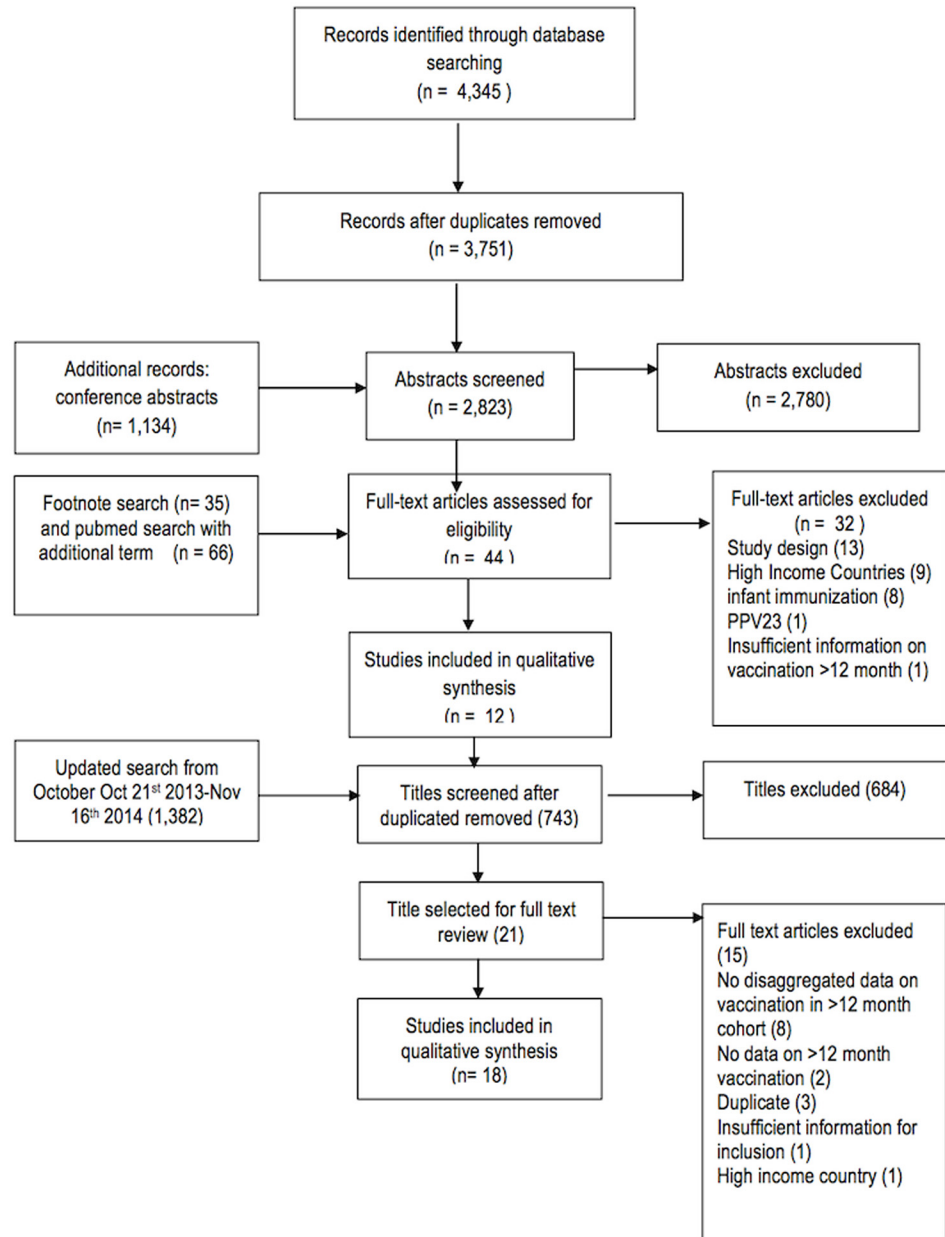 Records identified through database
searching
(n = 4,345 )
Records after duplicates removed
(n = 3,751)
Additional records:
conference abstracts
(n= 1,134)
Abstracts screened
(n = 2,823)
Abstracts excluded
(n = 2,780)
Footnote search (n= 35)
and pubmed search with
additional term (n = 66)
Full-text articles assessed for
eligibility
(n = 44)
Full-text articles excluded
(n = 32 )
Study design (13)
High Income Countries (9)
infant immunization (8)
PPV23 (1)
Insufficient information on
vaccination >12 month (1)
Studies included in qualitative
synthesis
(n = 12)
Updated search from
October Oct 21st 2013-Nov
16th 2014 (1,382)
Titles screened after
duplicated removed (743)
Titles excluded (684)
Title selected for full text
review (21)
Full text articles excluded
(15)
No disaggregated data on
vaccination in >12 month
cohort (8)
No data on >12 month
vaccination (2)
Duplicate (3)
Insufficient information for
inclusion (1)
High income country (1)
Studies included in
qualitative synthesis
(n= 18)